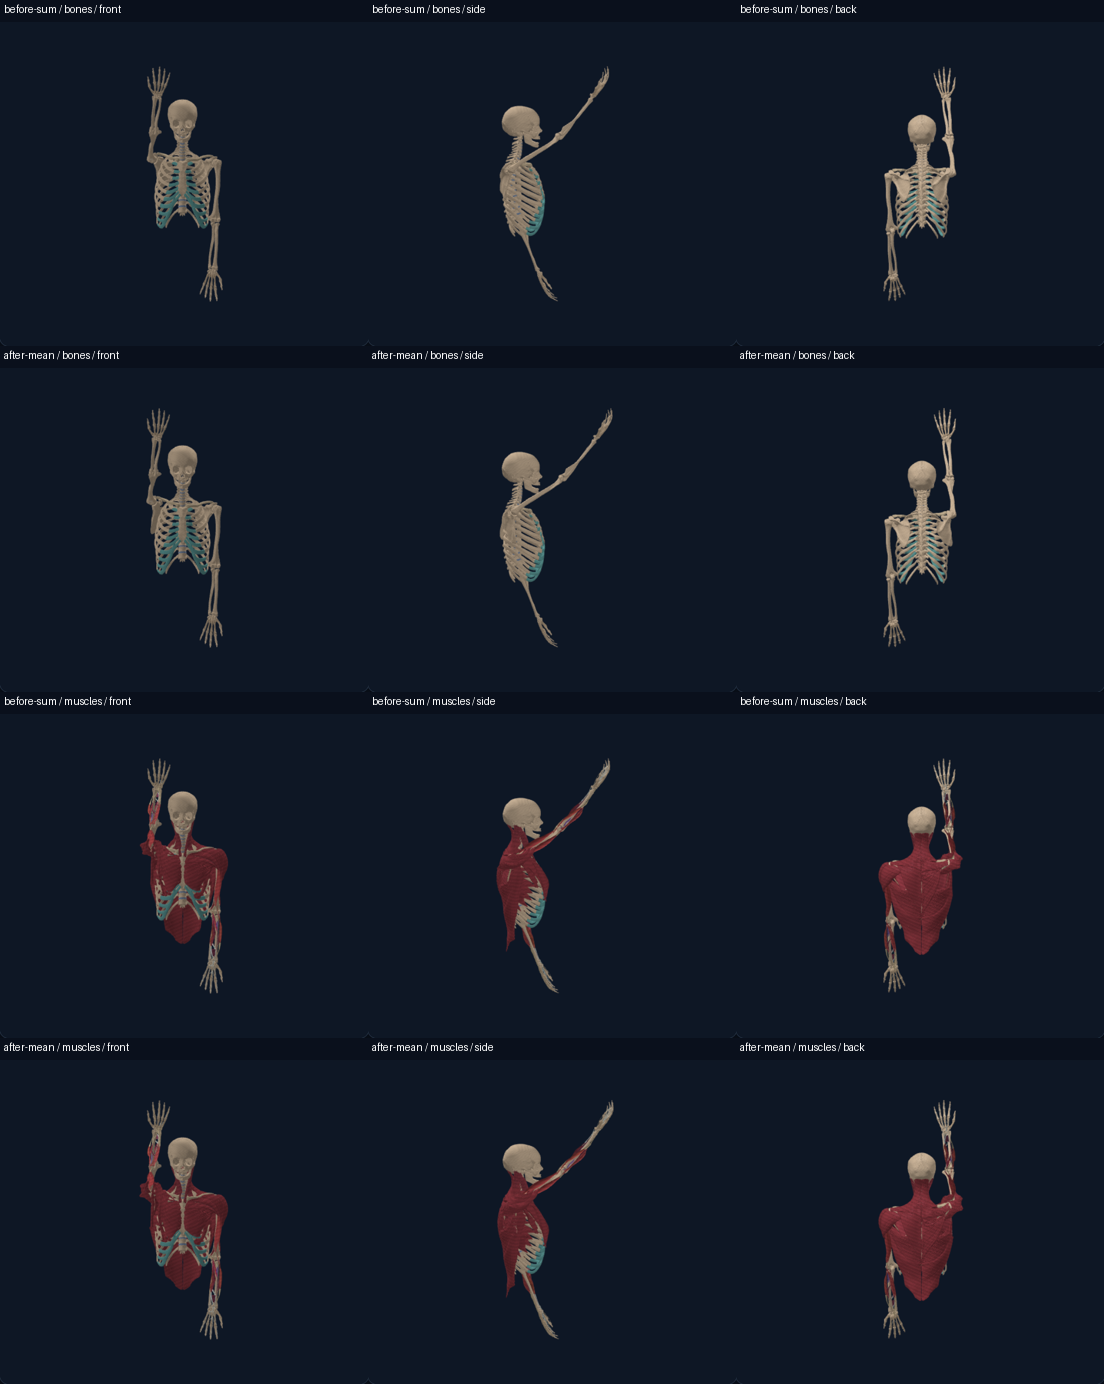 before-sum / bones / front
before-sum / bones / side
before-sum / bones / back
after-mean / bones / front
after-mean / bones / side
after-mean / bones / back
before-sum / muscles / front
before-sum / muscles / side
before-sum / muscles / back
after-mean / muscles / front
after-mean / muscles / side
after-mean / muscles / back